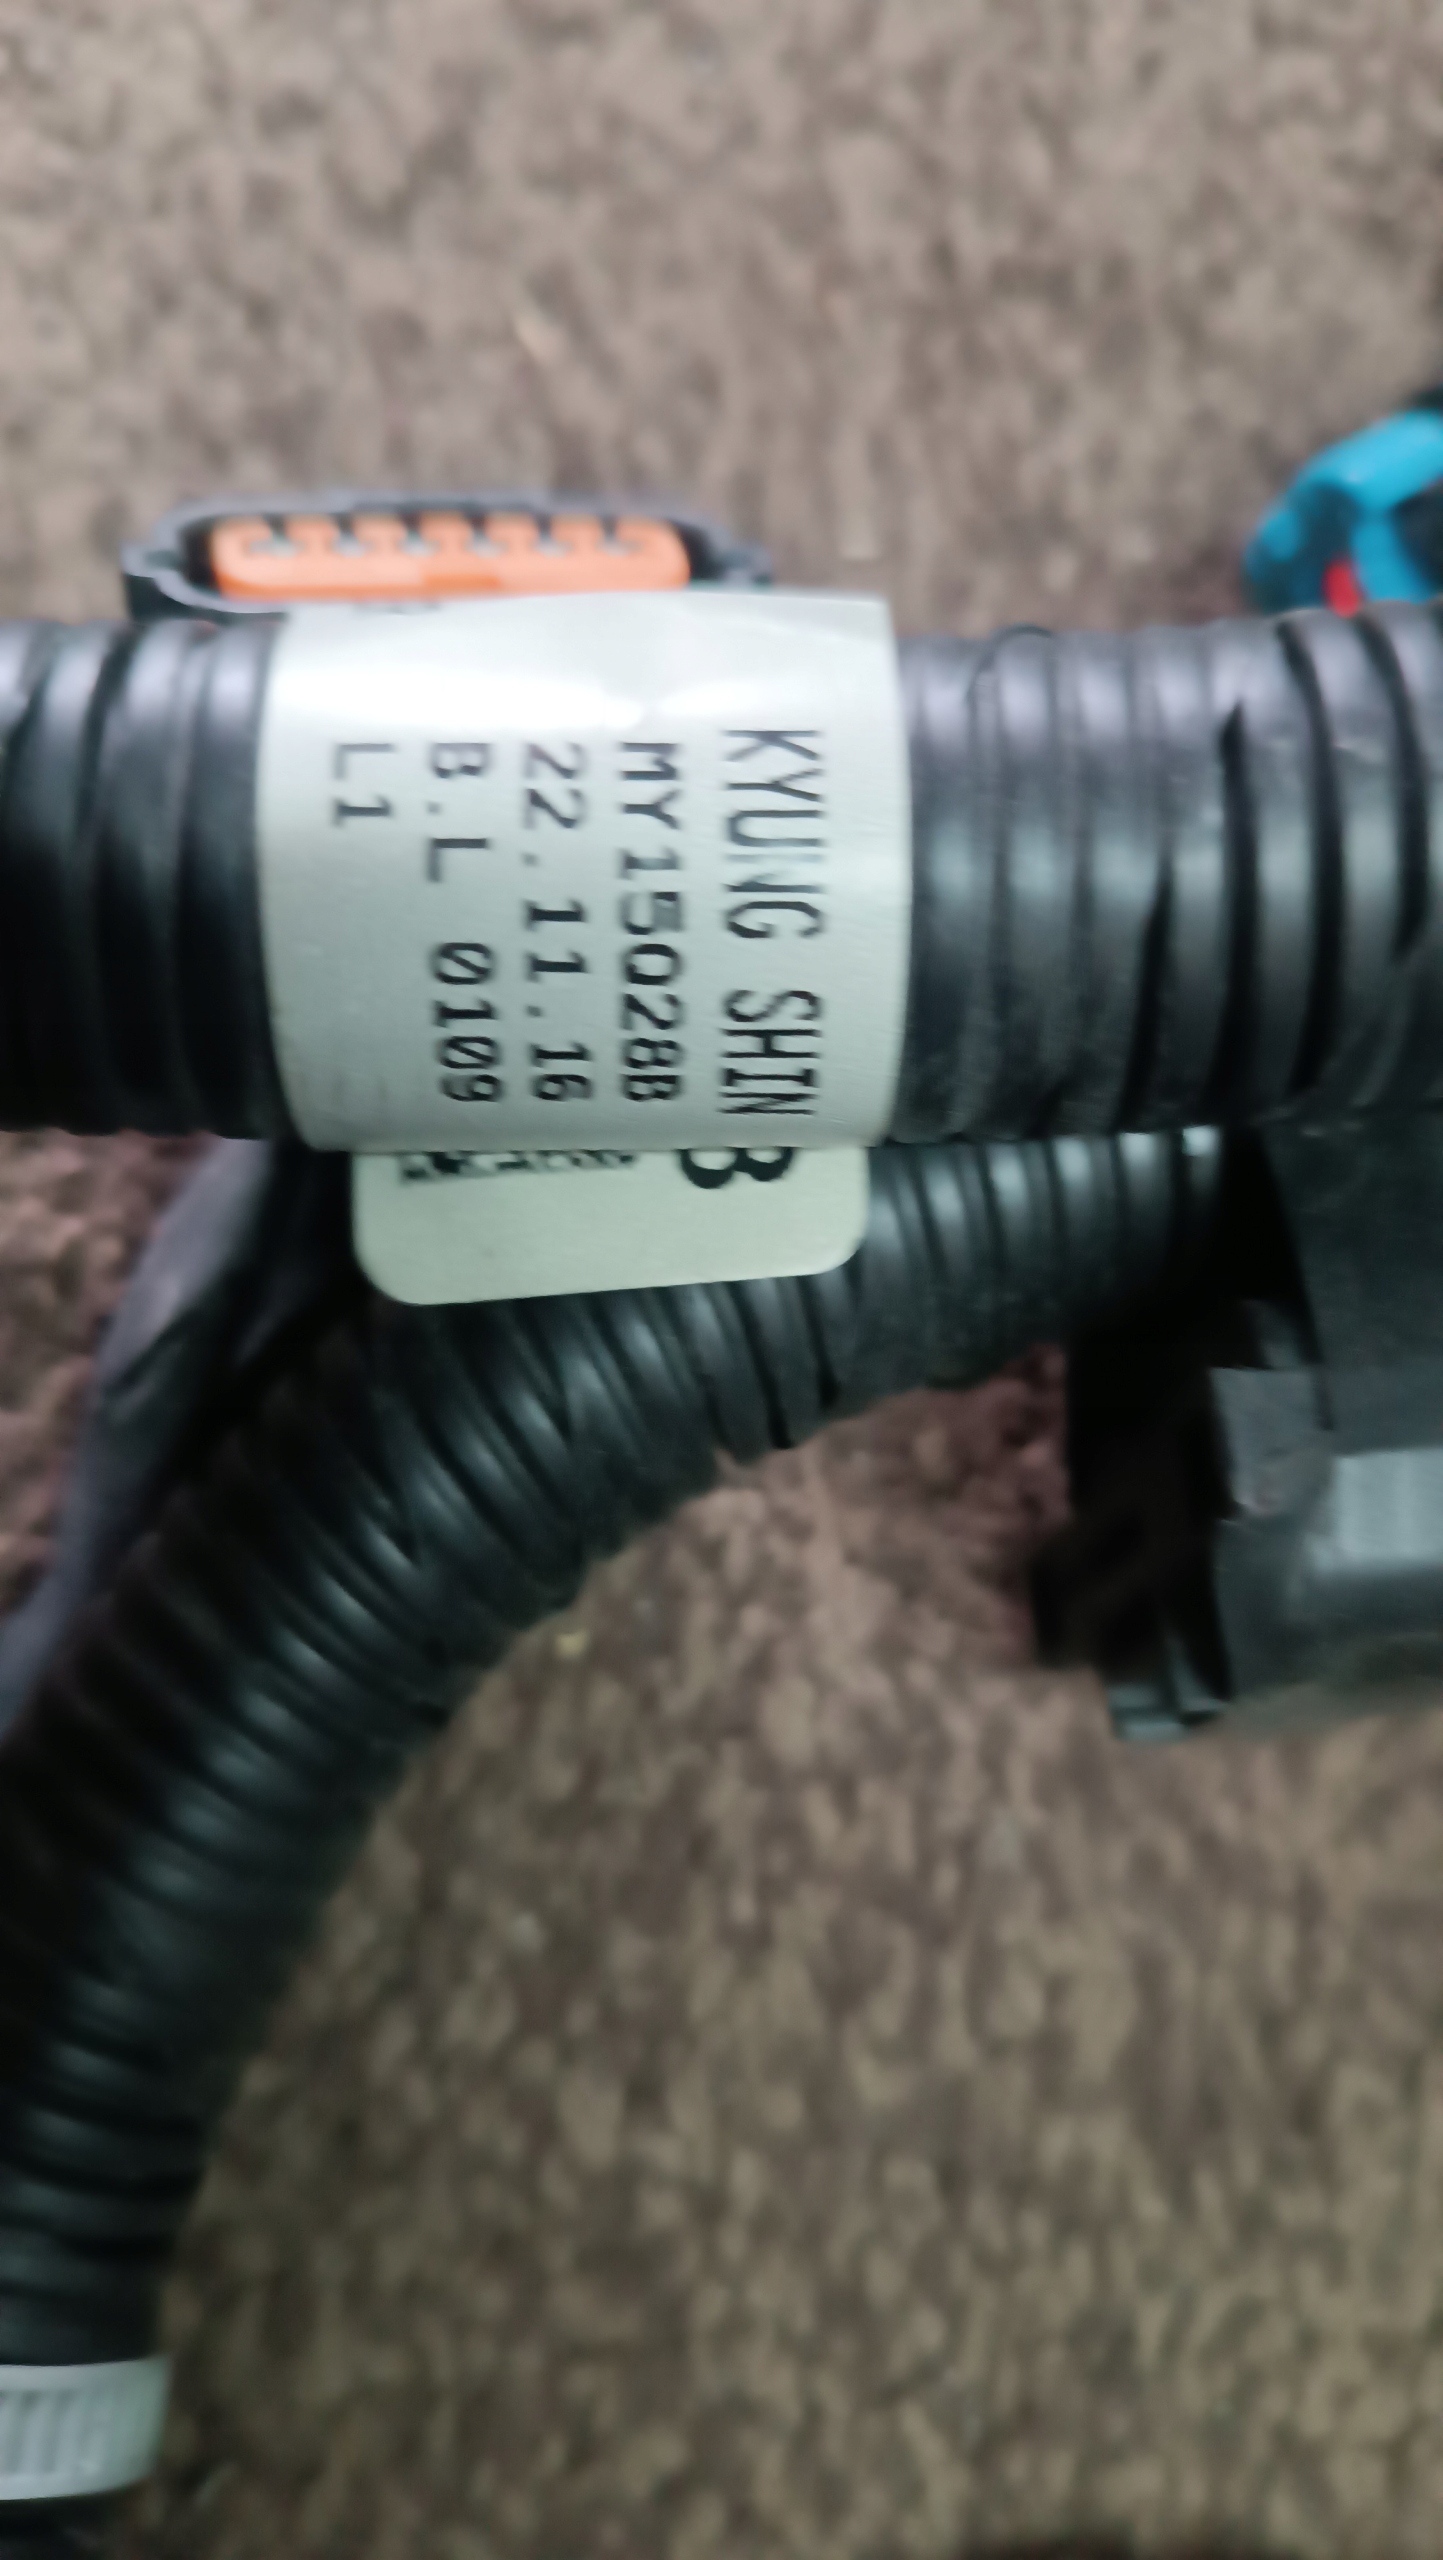 KYUNG SHIN
MY15028B
22.11.16
B.L 0109
L1
B